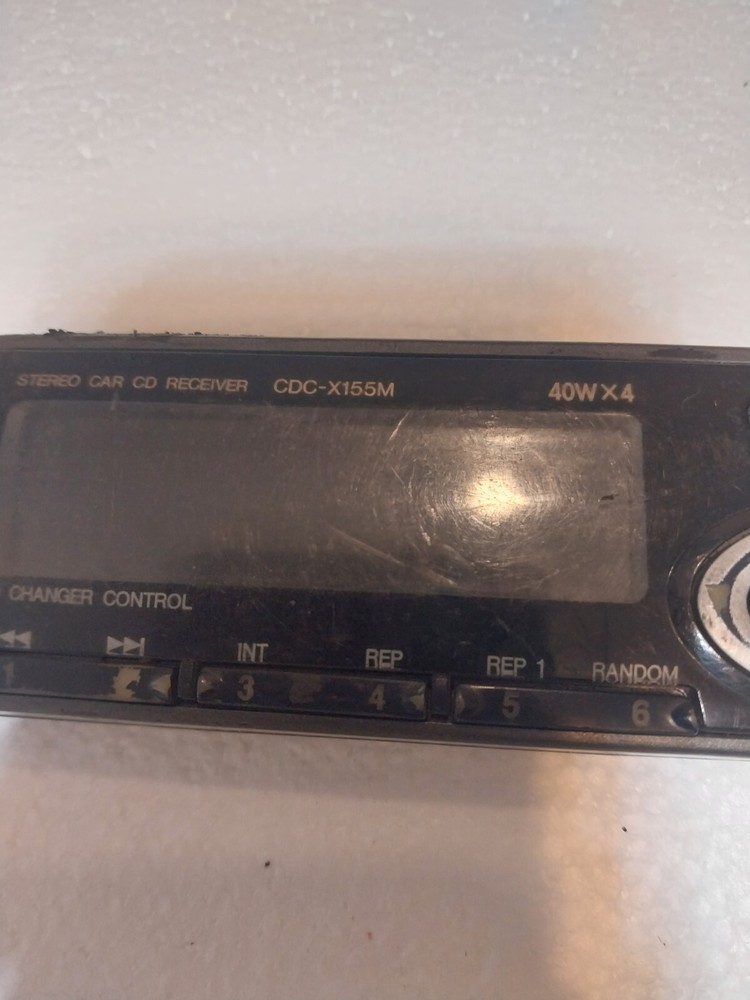 STEREO CAR CD RECEIVER CDC-X155M 40W×4
CHANGER CONTROL
INT REP REP 1 RANDOM
1 3 4 5 6